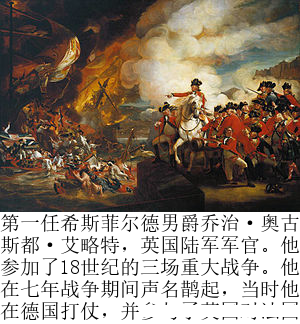 第一任希斯菲尔德男爵乔治·奥古
斯都·艾略特，英国陆军军官。他
参加了18世纪的三场重大战争。他
在七年战争期间声名鹊起，当时他
在德国打仗，并